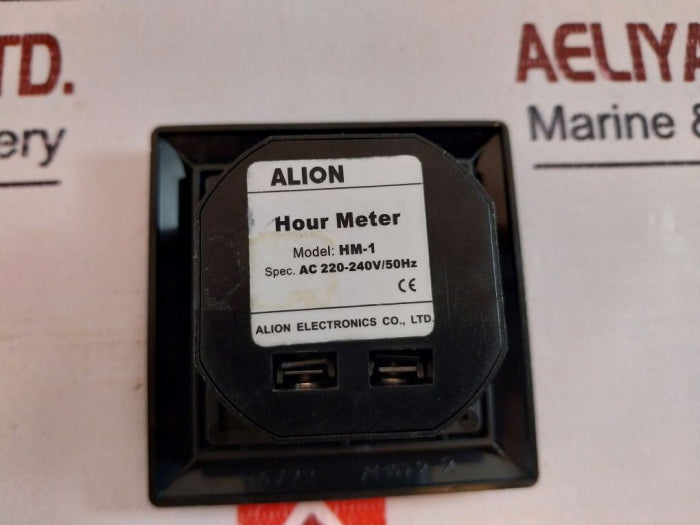 TD.
ery
AELIYA
Marine &
ALION
Hour Meter
Model: HM-1
Spec. AC 220-240V/50Hz
CE
ALION ELECTRONICS CO., LTD.